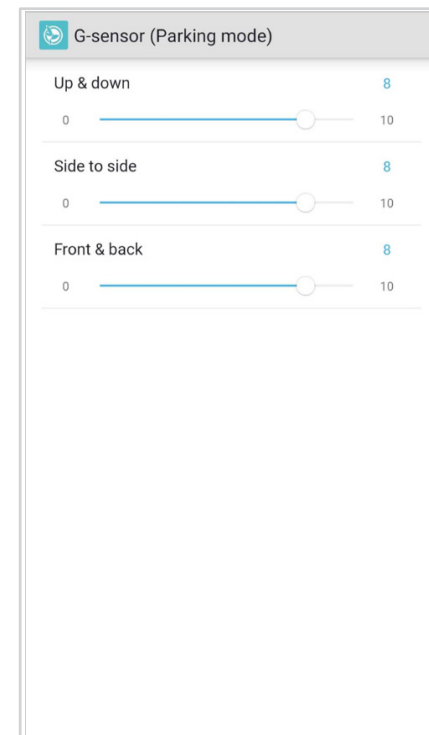 G-sensor (Parking mode)
Up & down 8
0 10
Side to side 8
0 10
Front & back 8
0 10